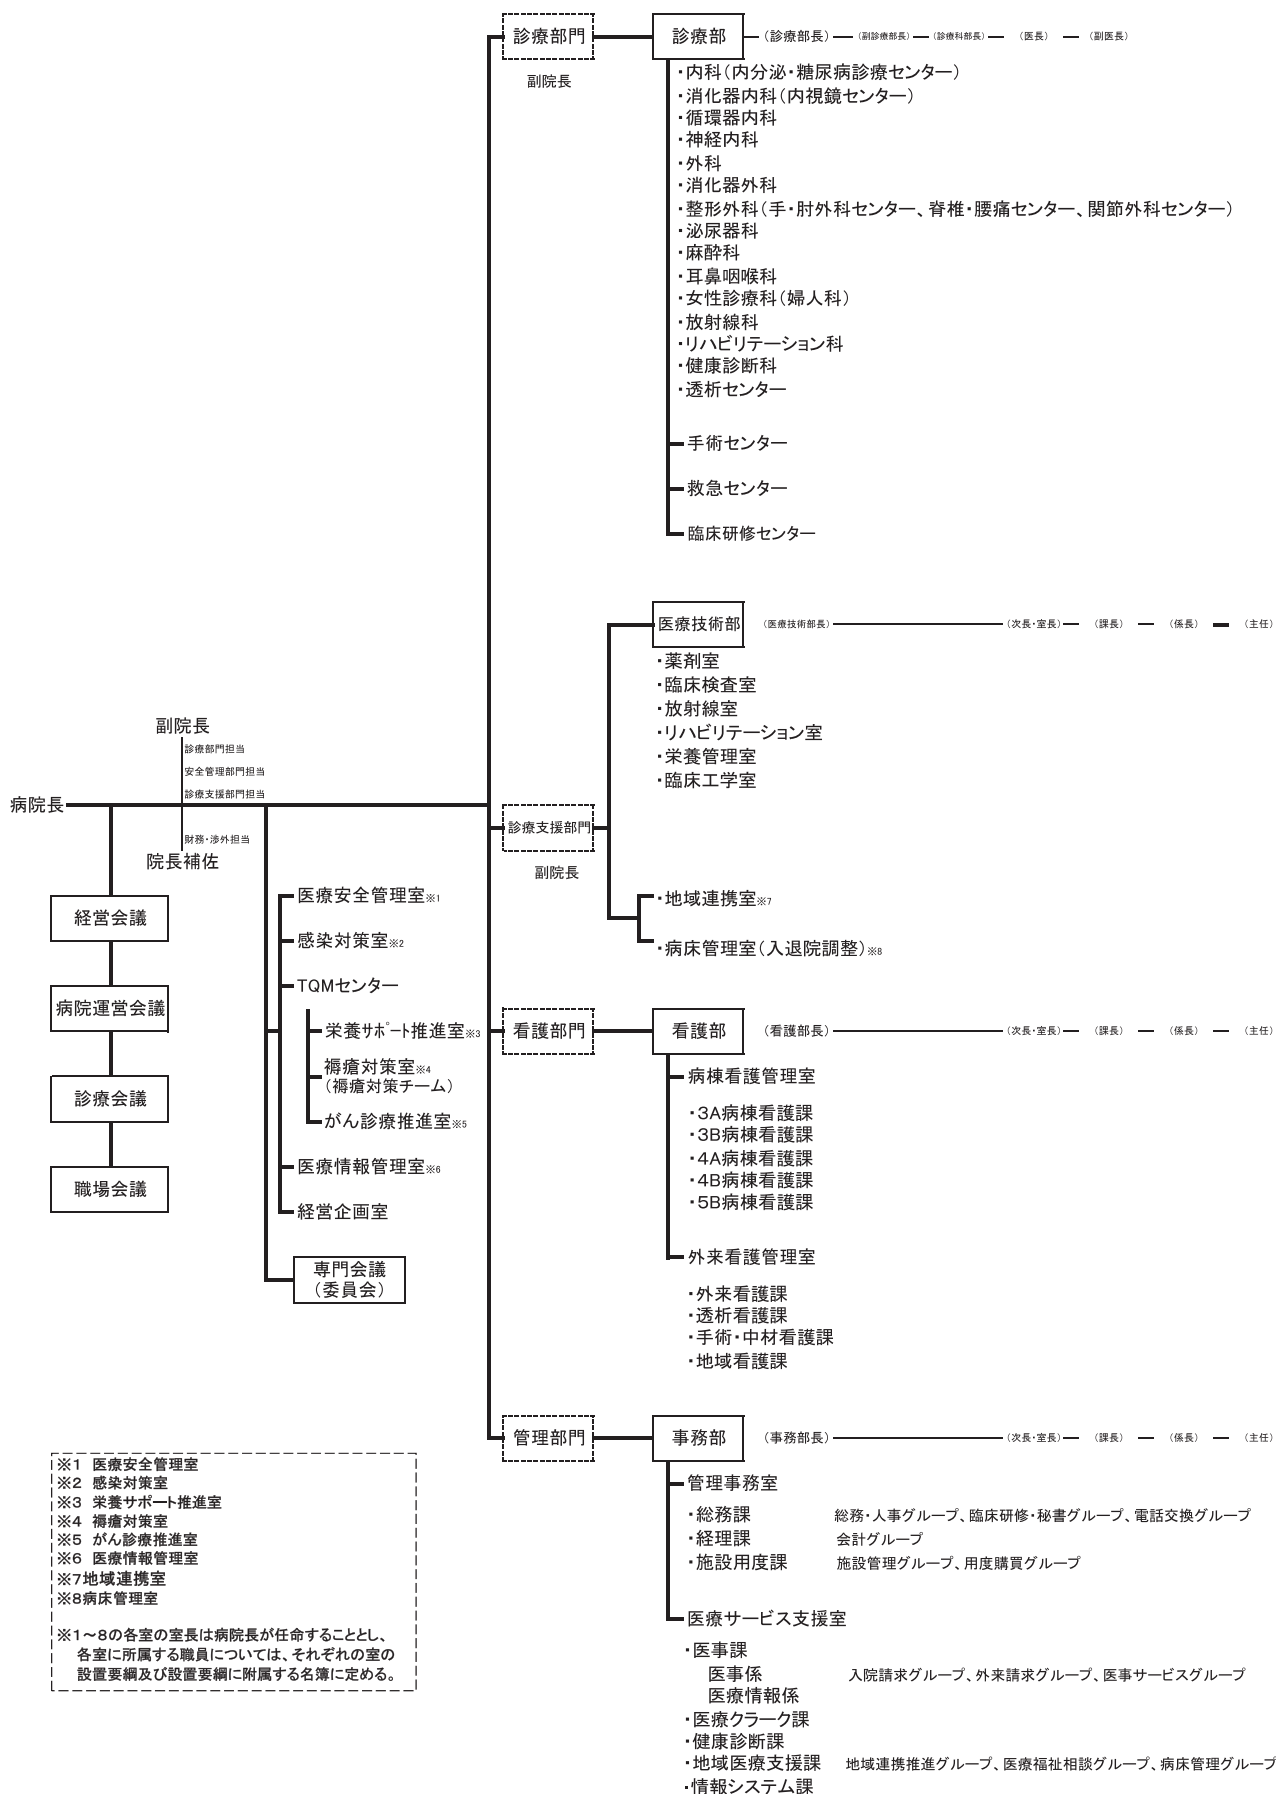 診療部門
副院長
診療部
（診療部長）
（副診療部長）
（診療科部長）
（医長）
（副医長）
・内科（内分泌・糖尿病診療センター）
・消化器内科（内視鏡センター）
・循環器内科
・神経内科
・外科
・消化器外科
・整形外科（手・肘外科センター、脊椎・腰痛センター、関節外科センター）
・泌尿器科
・麻酔科
・耳鼻咽喉科
・女性診療科（婦人科）
・放射線科
・リハビリテーション科
・健康診断科
・透析センター
手術センター
救急センター
臨床研修センター
医療技術部
（医療技術部長）
（次長・室長）
（課長）
（係長）
（主任）
・薬剤室
・臨床検査室
・放射線室
・リハビリテーション室
・栄養管理室
・臨床工学室
副院長
診療部門担当
安全管理部門担当
診療支援部門担当
病院長
財務・渉外担当
院長補佐
診療支援部門
副院長
・地域連携室※7
・病床管理室（入退院調整）※8
経営会議
病院運営会議
診療会議
職場会議
医療安全管理室※1
感染対策室※2
TQMセンター
栄養サポート推進室※3
褥瘡対策室※4
（褥瘡対策チーム）
がん診療推進室※5
医療情報管理室※6
経営企画室
専門会議
（委員会）
看護部門
看護部
（看護部長）
（次長・室長）
（課長）
（係長）
（主任）
病棟看護管理室
・3A病棟看護課
・3B病棟看護課
・4A病棟看護課
・4B病棟看護課
・5B病棟看護課
外来看護管理室
・外来看護課
・透析看護課
・手術・中材看護課
・地域看護課
管理部門
事務部
（事務部長）
（次長・室長）
（課長）
（係長）
（主任）
管理事務室
・総務課　総務・人事グループ、臨床研修・秘書グループ、電話交換グループ
・経理課　会計グループ
・施設用度課　施設管理グループ、用度購買グループ
医療サービス支援室
・医事課
医事係　入院請求グループ、外来請求グループ、医事サービスグループ
医療情報係
・医療クラーク課
・健康診断課
・地域医療支援課　地域連携推進グループ、医療福祉相談グループ、病床管理グループ
・情報システム課
※1　医療安全管理室
※2　感染対策室
※3　栄養サポート推進室
※4　褥瘡対策室
※5　がん診療推進室
※6　医療情報管理室
※7地域連携室
※8病床管理室
※1～8の各室の室長は病院長が任命することとし、
各室に所属する職員については、それぞれの室の
設置要綱及び設置要綱に附属する名簿に定める。